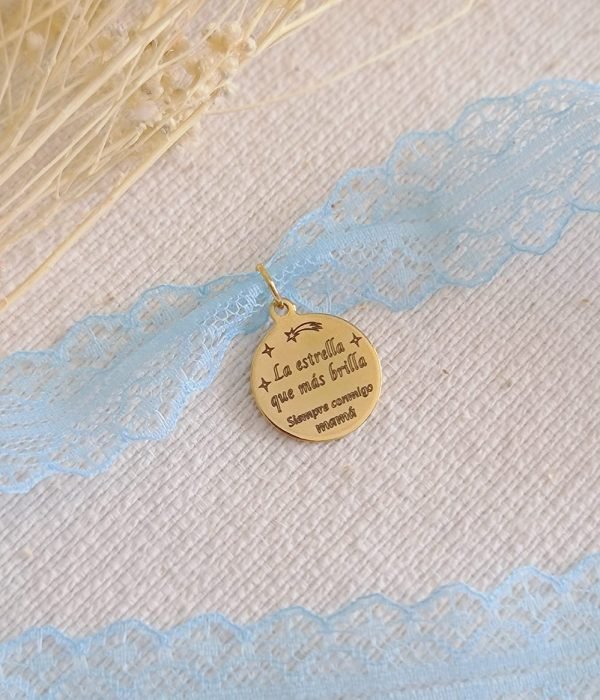 La estrella
que más brilla
Siempre conmigo
mamá